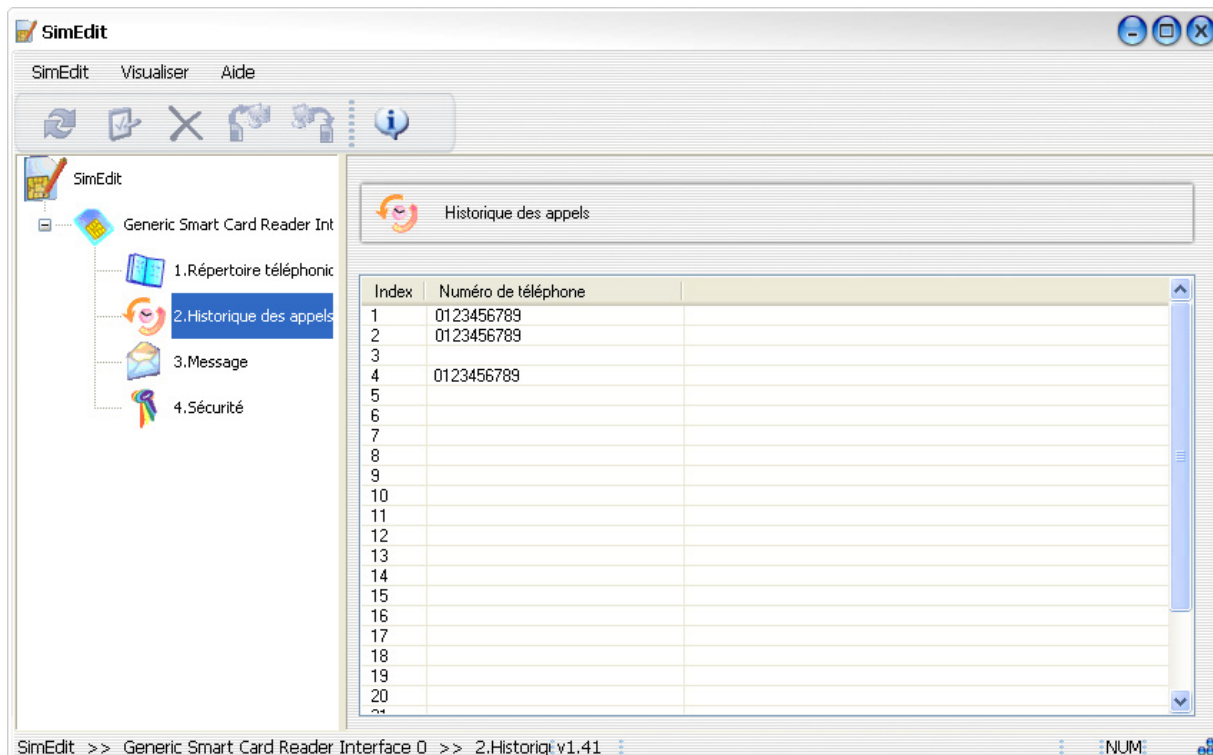 SimEdit
SimEdit Visualiser Aide
SimEdit
Generic Smart Card Reader Int
1.Répertoire téléphonic
2.Historique des appels
3.Message
4.Sécurité
Historique des appels
Index Numéro de téléphone
1 0123456789
2 0123456789
3
4 0123456789
5
6
7
8
9
10
11
12
13
14
15
16
17
18
19
20
SimEdit >> Generic Smart Card Reader Interface 0 >> 2.Historiq v1.41 NUM